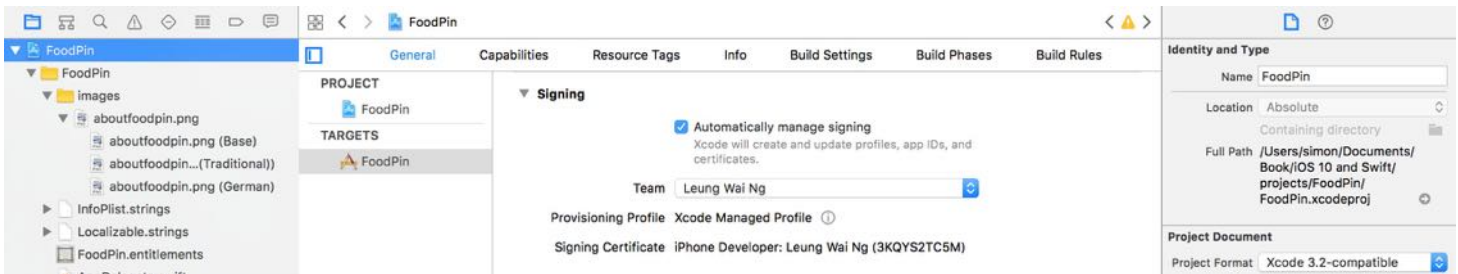 FoodPin
FoodPin
General
Capabilities
Resource Tags
Info
Build Settings
Build Phases
Build Rules
FoodPin
images
aboutfoodpin.png
aboutfoodpin.png (Base)
aboutfoodpin...(Traditional))
aboutfoodpin.png (German)
InfoPlist.strings
Localizable.strings
FoodPin.entitlements
PROJECT
FoodPin
TARGETS
FoodPin
Signing
Automatically manage signing
Xcode will create and update profiles, app IDs, and
certificates.
Team Leung Wai Ng
Provisioning Profile Xcode Managed Profile
Signing Certificate iPhone Developer: Leung Wai Ng (3KQYS2TC5M)
Identity and Type
Name FoodPin
Location Absolute
Containing directory
Full Path /Users/simon/Documents/
Book/iOS 10 and Swift/
projects/FoodPin/
FoodPin.xcodeproj
Project Document
Project Format Xcode 3.2-compatible